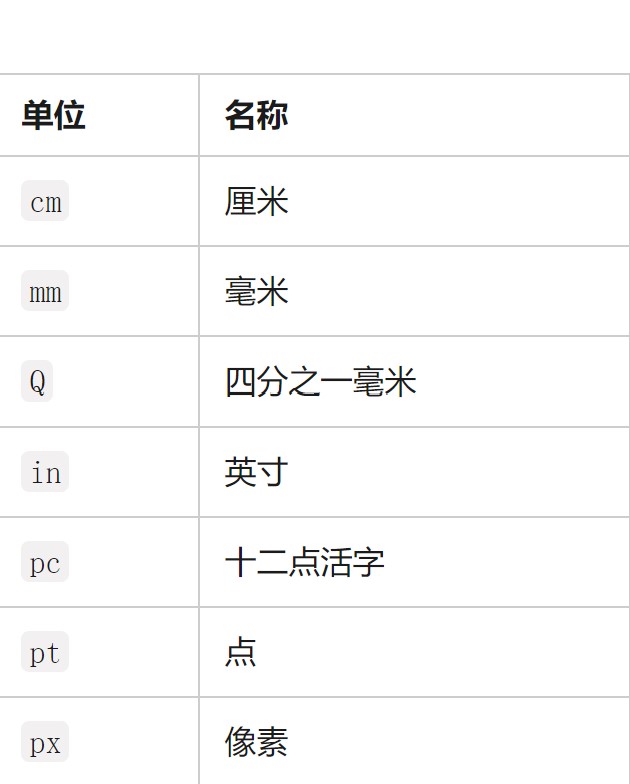 单位 名称
cm 厘米
mm 毫米
Q 四分之一毫米
in 英寸
pc 十二点活字
pt 点
px 像素